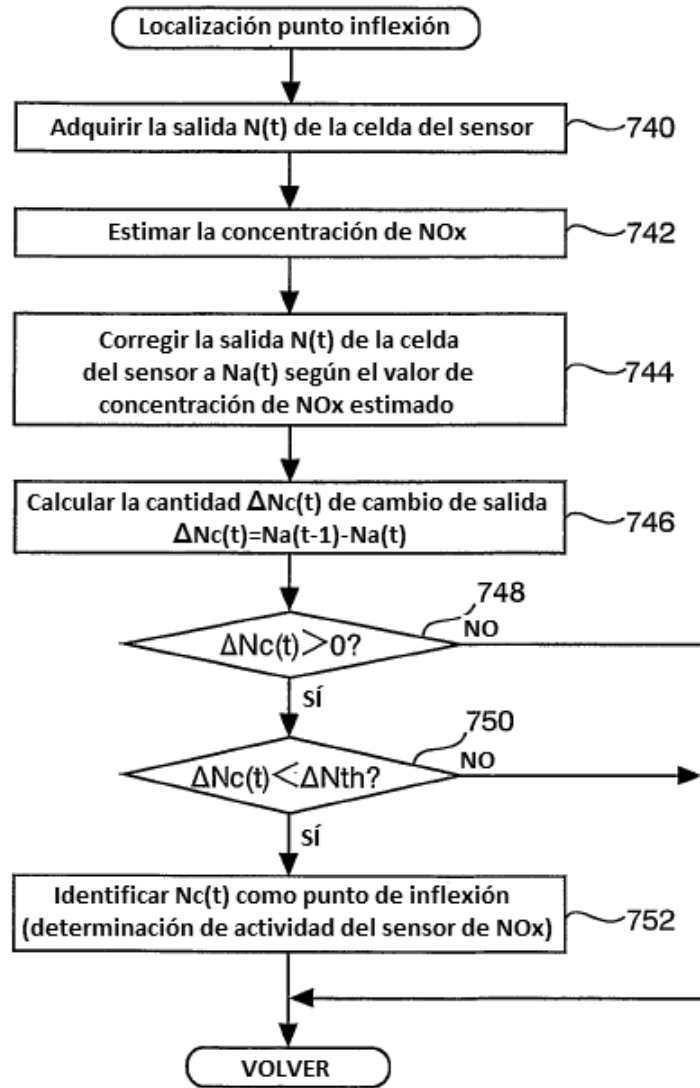 Localización punto inflexión
Adquirir la salida N(t) de la celda del sensor
740
Estimar la concentración de NOx
742
Corregir la salida N(t) de la celda
del sensor a Na(t) según el valor de
concentración de NOx estimado
744
Calcular la cantidad ΔNc(t) de cambio de salida
ΔNc(t)=Na(t-1)-Na(t)
746
748
ΔNc(t)>0?
NO
SÍ
750
ΔNc(t)<ΔNth?
NO
SÍ
Identificar Nc(t) como punto de inflexión
(determinación de actividad del sensor de NOx)
752
VOLVER